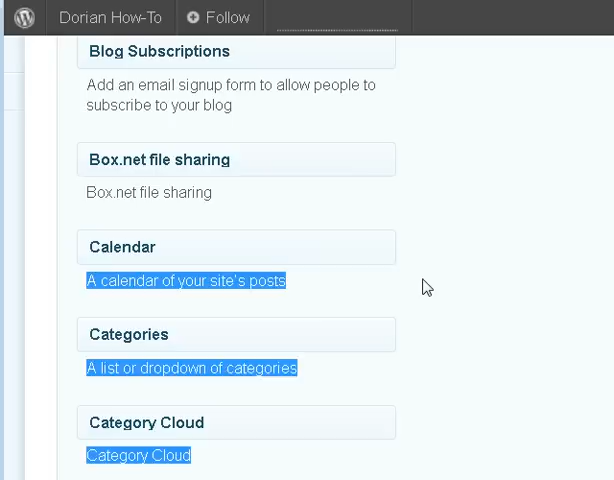 Dorian How-To
Follow
Blog Subscriptions
Add an email signup form to allow people to
subscribe to your blog
Box.net file sharing
Box.net file sharing
Calendar
A calendar of your site's posts
Categories
A list or dropdown of categories
Category Cloud
Category Cloud